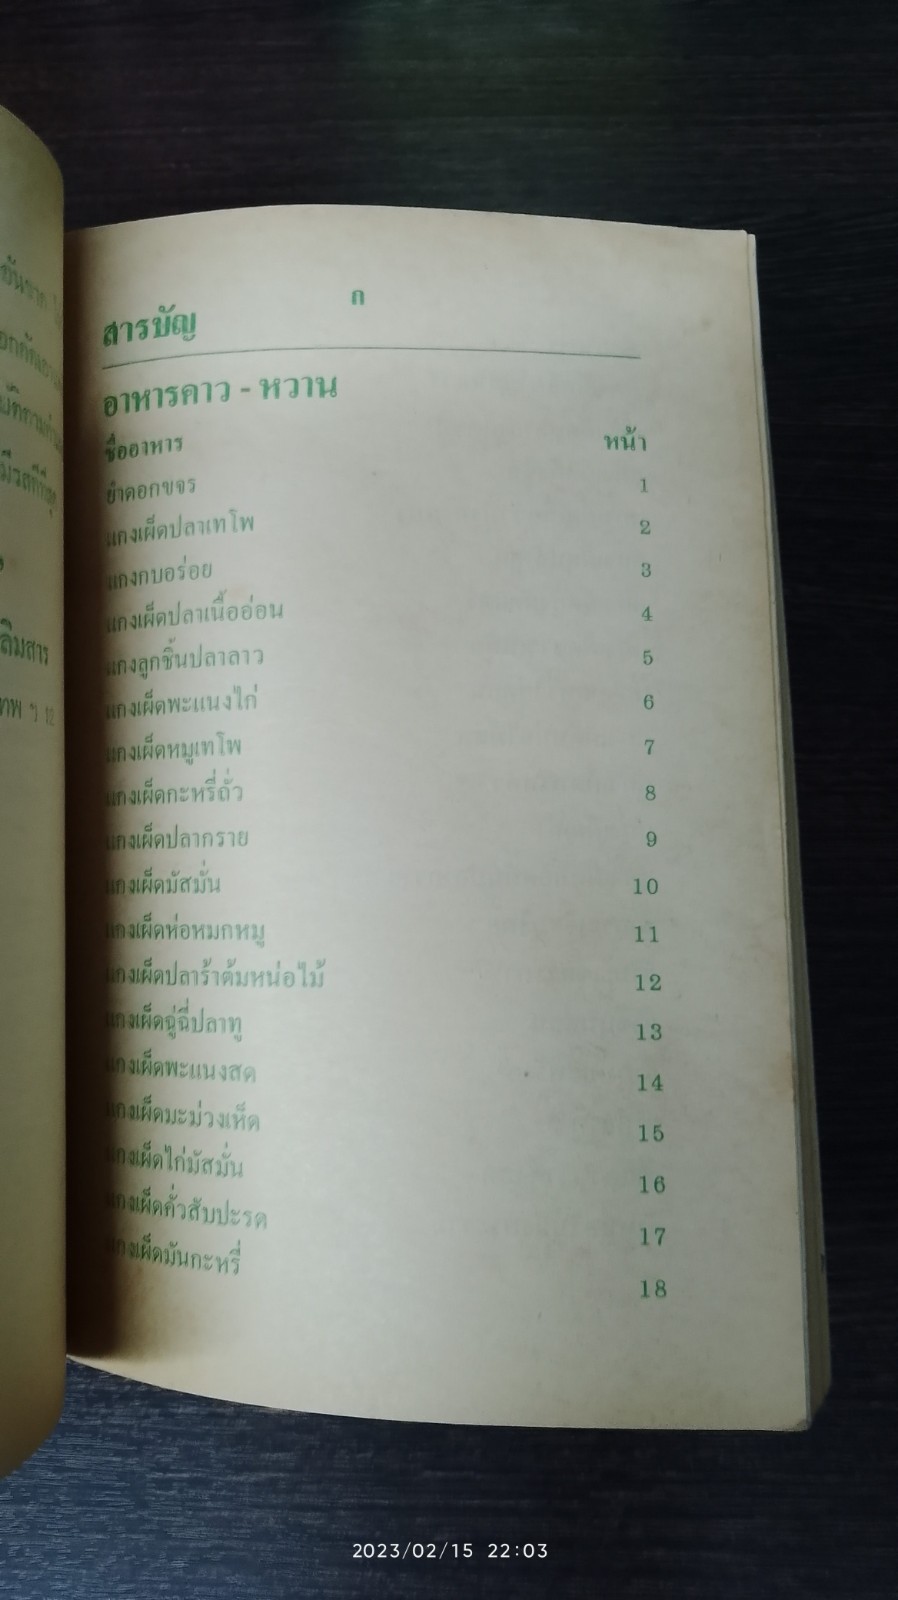 ก
สารบัญ
อาหารคาว - หวาน
ชื่ออาหาร หน้า
ยำดอกขจร 1
แกงเผ็ดปลาเทโพ 2
แกงกบอร่อย 3
แกงเผ็ดปลาเนื้ออ่อน 4
แกงลูกชิ้นปลาลาว 5
แกงเผ็ดพะแนงไก่ 6
แกงเผ็ดหมูเทโพ 7
แกงเผ็ดกะหรี่ถั่ว 8
แกงเผ็ดปลากราย 9
แกงเผ็ดมัสมั่น 10
แกงเผ็ดห่อหมกหมู 11
แกงเผ็ดปลาร้าต้มหน่อไม้ 12
แกงเผ็ดฉู่ฉี่ปลาทู 13
แกงเผ็ดพะแนงสด 14
แกงเผ็ดมะม่วงเห็ด 15
แกงเผ็ดไก่มัสมั่น 16
แกงเผ็ดคั่วสับปะรด 17
แกงเผ็ดมันกะหรี่ 18
2023/02/15 22:03